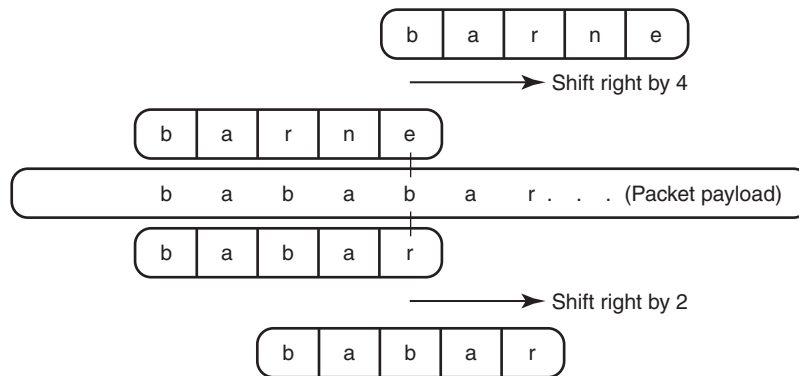 b a r n e
Shift right by 4
b a r n e
b a b a b a r . . . (Packet payload)
b a b a r
Shift right by 2
b a b a r